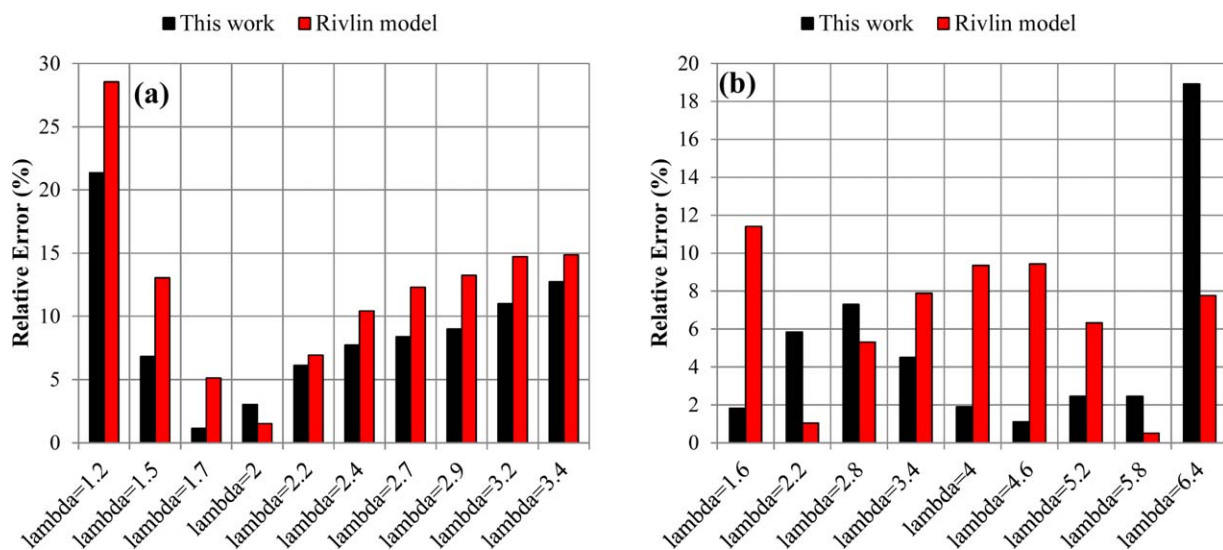 This work Rivlin model
30
25
20
15
10
5
0
Relative Error (%)
(a)
lambda=1.2
lambda=1.5
lambda=1.7
lambda=2
lambda=2.2
lambda=2.4
lambda=2.7
lambda=2.9
lambda=3.2
lambda=3.4
This work Rivlin model
20
18
16
14
12
10
8
6
4
2
0
Relative Error (%)
(b)
lambda=1.6
lambda=2.2
lambda=2.8
lambda=3.4
lambda=4
lambda=4.6
lambda=5.2
lambda=5.8
lambda=6.4